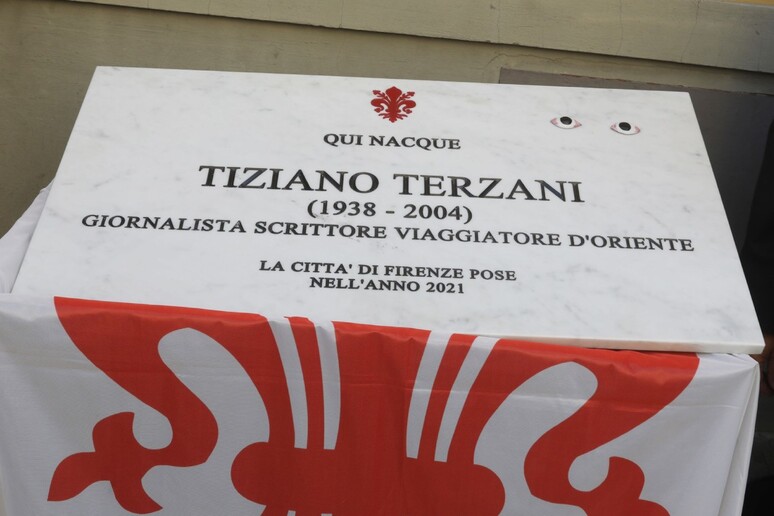 QUI NACQUE
TIZIANO TERZANI
(1938 - 2004)
GIORNALISTA SCRITTORE VIAGGIATORE D'ORIENTE
LA CITTA' DI FIRENZE POSE
NELL'ANNO 2021